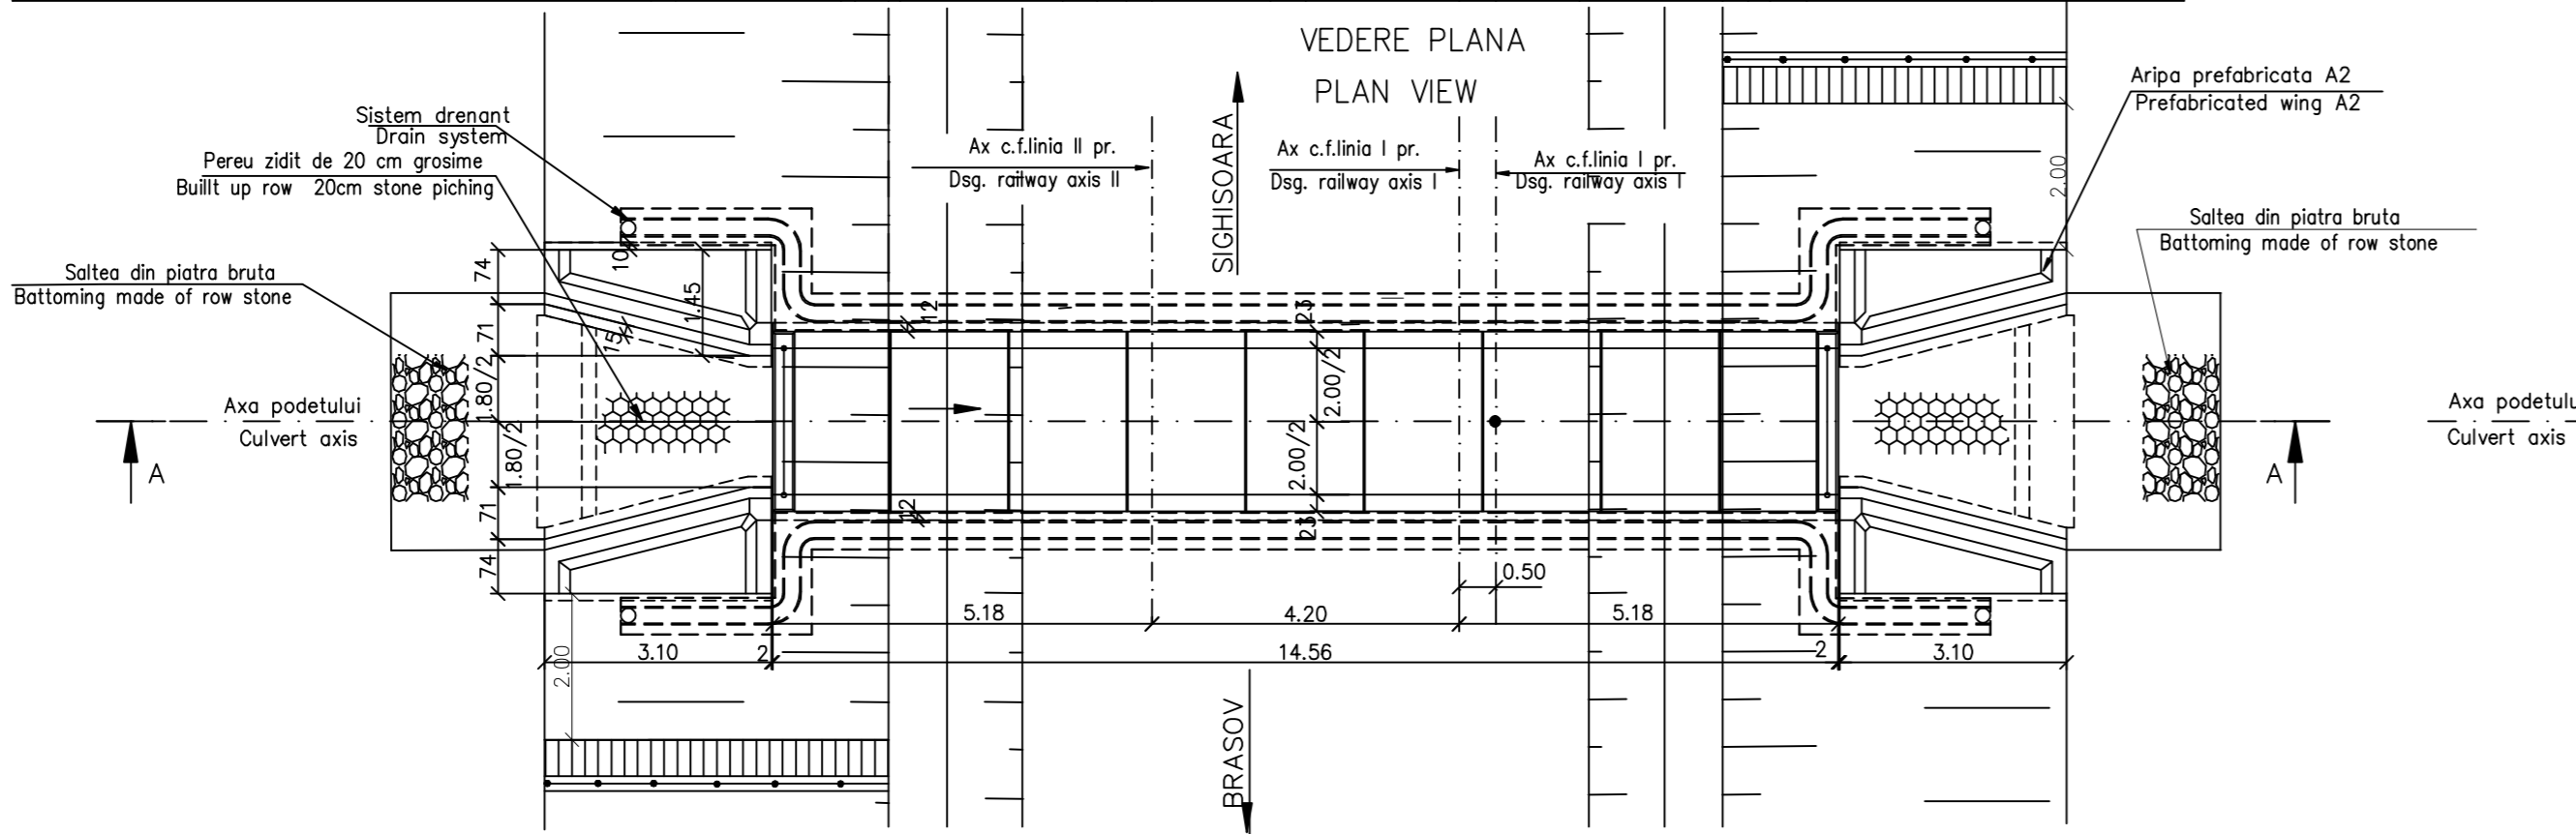 VEDERE PLANA
PLAN VIEW
SIGHISOARA
BRASOV
Sistem drenant
Drain system
Pereu zidit de 20 cm grosime
Buillt up row 20cm stone piching
Saltea din piatra bruta
Battoming made of row stone
Axa podetului
Culvert axis
A
Ax c.f.linia II pr.
Dsg. railway axis II
Ax c.f.linia I pr.
Dsg. railway axis I
Ax c.f.linia I pr.
Dsg. railway axis I
Aripa prefabricata A2
Prefabricated wing A2
Saltea din piatra bruta
Battoming made of row stone
Axa podetulu
Culvert axis
A
74
71
1.80/2
1.80/2
71
74
10
1.45
15
12
12
23
2.00/2
2.00/2
23
0.50
5.18
4.20
5.18
3.10
2
14.56
2
3.10
2.00
2.00